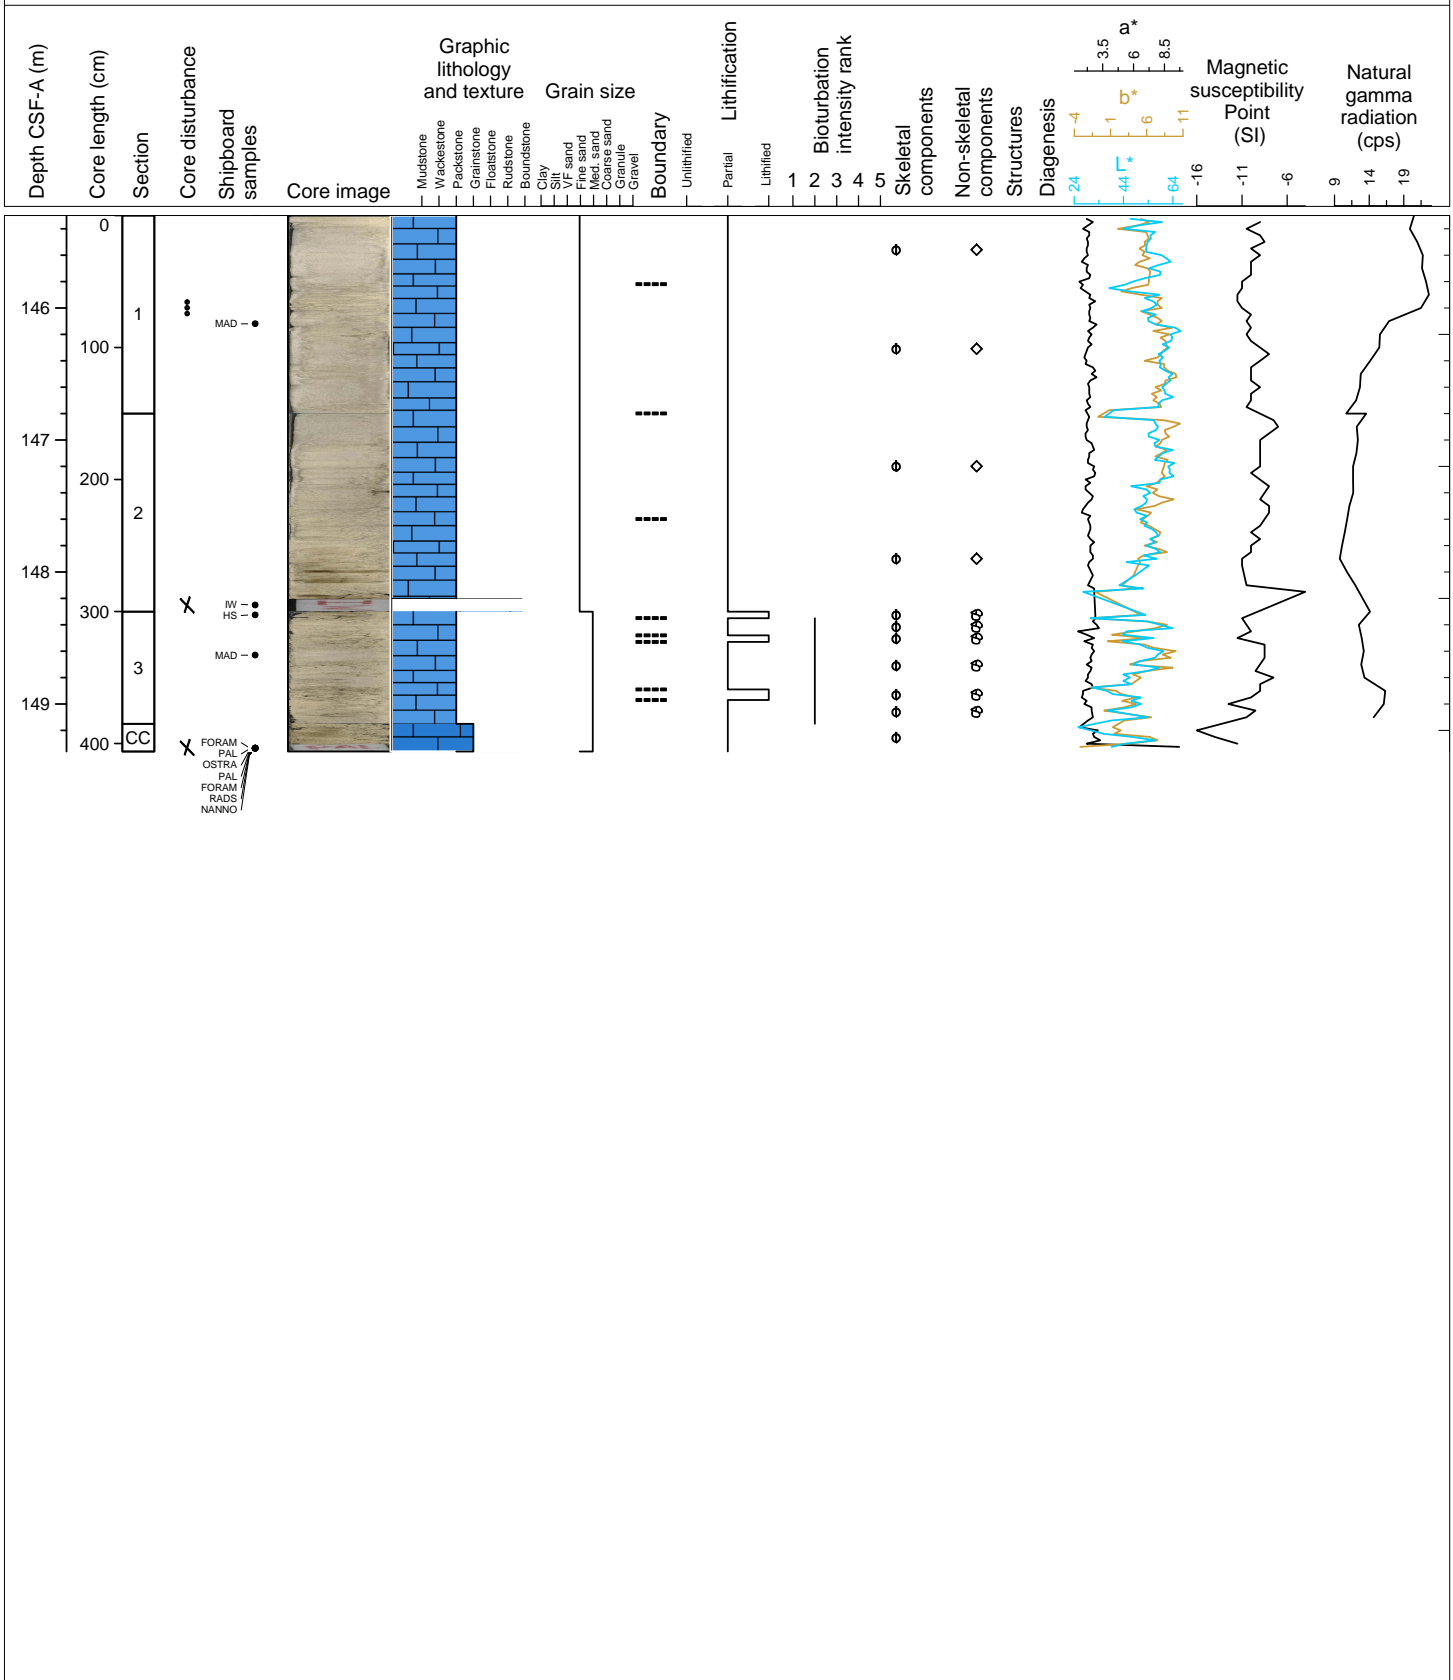 Depth CSF-A (m)
Core length (cm)
Section
Core disturbance
Shipboard
samples
Core image
Graphic
lithology
and texture
Mudstone
Wackestone
Packstone
Grainstone
Floatstone
Rudstone
Boundstone
Grain size
Clay
Silt
VF sand
Fine sand
Med. sand
Coarse sand
Granule
Gravel
Boundary
Lithification
Unlithified
Partial
Lithified
Bioturbation
intensity rank
1 2 3 4 5
Skeletal
components
Non-skeletal
components
Structures
Diagenesis
a*
3.5 6 8.5
b*
-4 1 6 11
L*
24 44 64
Magnetic
susceptibility
Point
(SI)
-16 -11 -6
Natural
gamma
radiation
(cps)
9 14 19
0
146
1
MAD
100
147
200
2
148
IW
300
HS
MAD
3
149
CC
400
FORAM
PAL
OSTRA
PAL
FORAM
RADS
NANNO